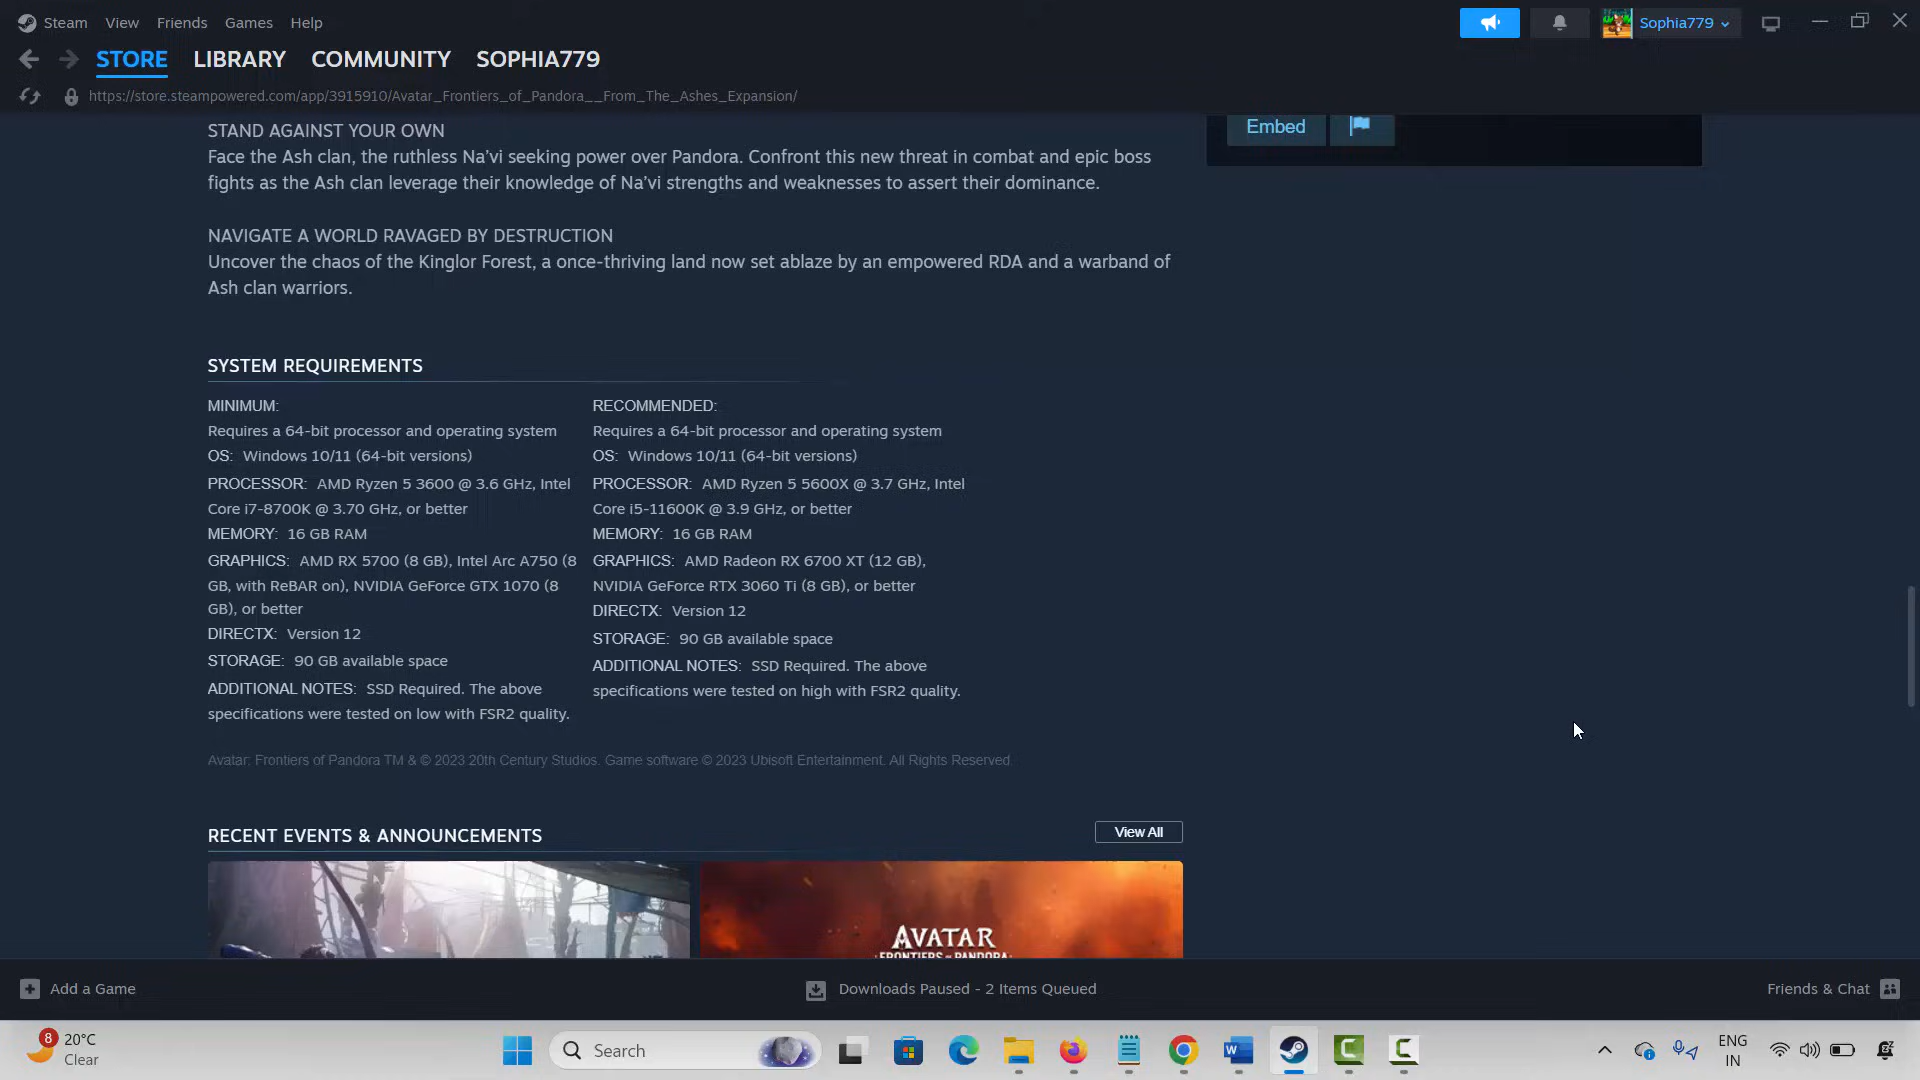 Steam View Friends Games Help
Sophia779
STORE LIBRARY COMMUNITY SOPHIA779
https://store.steampowered.com/app/3915910/Avatar_Frontiers_of_Pandora__From_The_Ashes_Expansion/
Embed
STAND AGAINST YOUR OWN
Face the Ash clan, the ruthless Na’vi seeking power over Pandora. Confront this new threat in combat and epic boss
fights as the Ash clan leverage their knowledge of Na’vi strengths and weaknesses to assert their dominance.
NAVIGATE A WORLD RAVAGED BY DESTRUCTION
Uncover the chaos of the Kinglor Forest, a once-thriving land now set ablaze by an empowered RDA and a warband of
Ash clan warriors.
SYSTEM REQUIREMENTS
MINIMUM:
Requires a 64-bit processor and operating system
OS: Windows 10/11 (64-bit versions)
PROCESSOR: AMD Ryzen 5 3600 @ 3.6 GHz, Intel
Core i7-8700K @ 3.70 GHz, or better
MEMORY: 16 GB RAM
GRAPHICS: AMD RX 5700 (8 GB), Intel Arc A750 (8
GB, with ReBAR on), NVIDIA GeForce GTX 1070 (8
GB), or better
DIRECTX: Version 12
STORAGE: 90 GB available space
ADDITIONAL NOTES: SSD Required. The above
specifications were tested on low with FSR2 quality.
RECOMMENDED:
Requires a 64-bit processor and operating system
OS: Windows 10/11 (64-bit versions)
PROCESSOR: AMD Ryzen 5 5600X @ 3.7 GHz, Intel
Core i5-11600K @ 3.9 GHz, or better
MEMORY: 16 GB RAM
GRAPHICS: AMD Radeon RX 6700 XT (12 GB),
NVIDIA GeForce RTX 3060 Ti (8 GB), or better
DIRECTX: Version 12
STORAGE: 90 GB available space
ADDITIONAL NOTES: SSD Required. The above
specifications were tested on high with FSR2 quality.
Avatar: Frontiers of Pandora TM & © 2023 20th Century Studios. Game software © 2023 Ubisoft Entertainment. All Rights Reserved.
RECENT EVENTS & ANNOUNCEMENTS
View All
AVATAR
FRONTIERS of PANDORA
Add a Game
Downloads Paused - 2 Items Queued
Friends & Chat
8
20°C
Clear
Search
ENG
IN